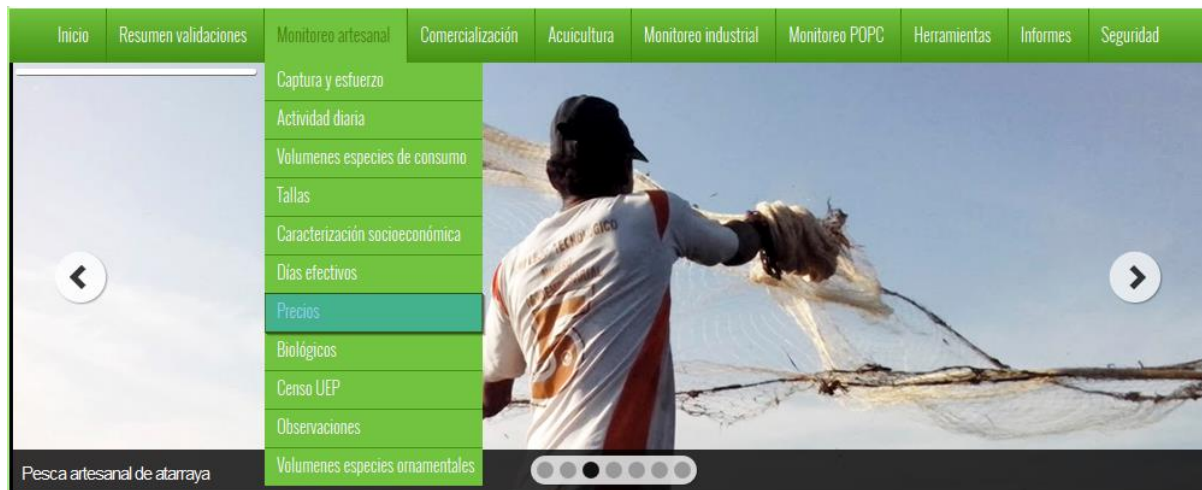 Inicio Resumen validaciones Monitoreo artesanal Comercialización Acuicultura Monitoreo industrial Monitoreo POPC Herramientas Informes Seguridad
Captura y esfuerzo
Actividad diaria
Volumenes especies de consumo
Tallas
Caracterización socioeconómica
Días efectivos
Precios
Biológicos
Censo UEP
Observaciones
Volumenes especies ornamentales
Pesca artesanal de atarraya